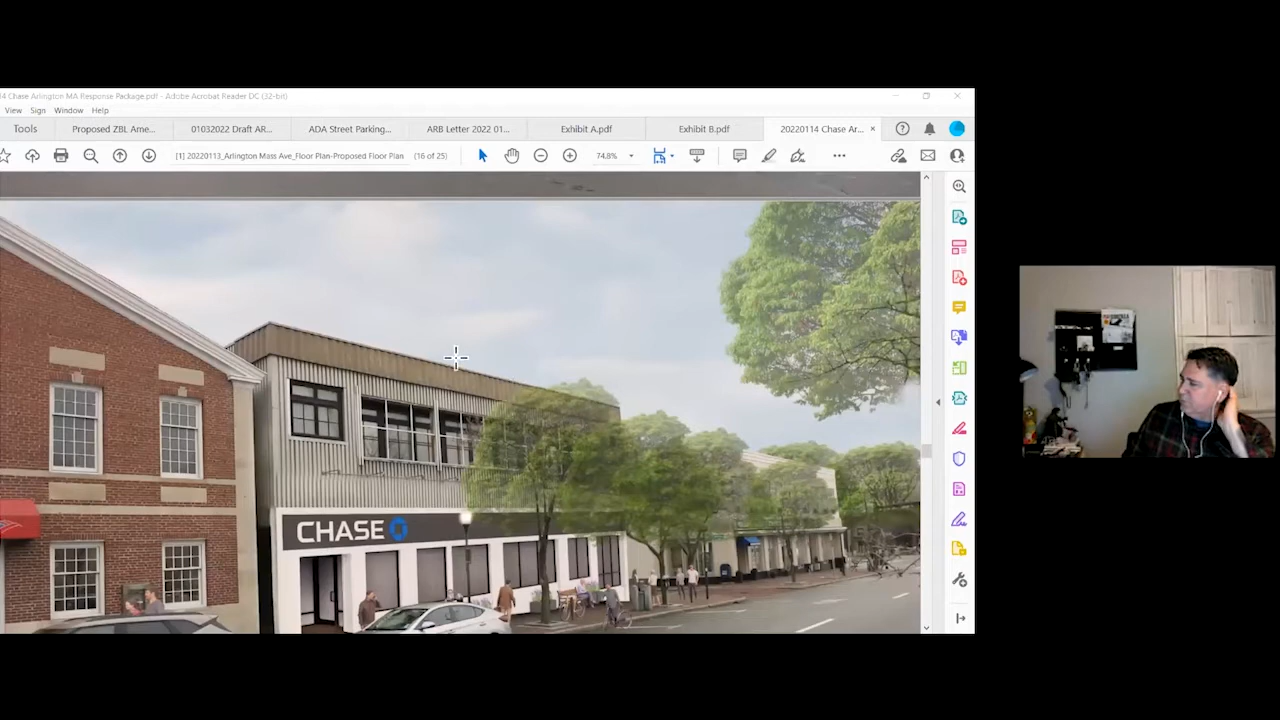 14 Chase Arlington MA Response Package.pdf - Adobe Acrobat Reader DC (32-bit)
View Sign Window Help
Tools Proposed ZBL Ame... 01032022 Draft AR... ADA Street Parking... ARB Letter 2022 01... Exhibit A.pdf Exhibit B.pdf 20220114 Chase Ar... ×
[1] 20220113_Arlington Mass Ave_Floor Plan-Proposed Floor Plan (16 of 25) 74.8%
CHASE